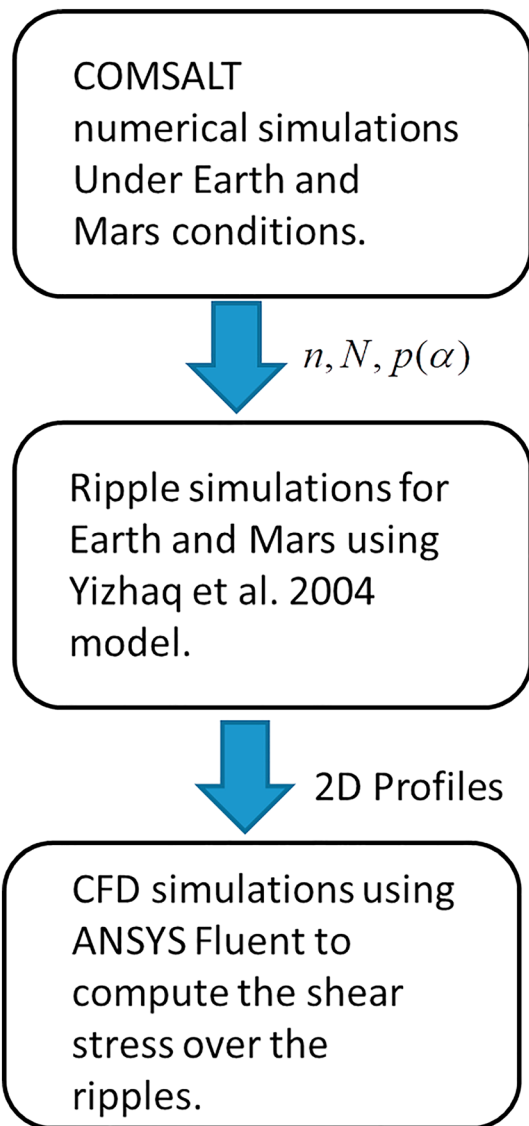 COMSALT
numerical simulations
Under Earth and
Mars conditions.
n, N, p(α)
Ripple simulations for
Earth and Mars using
Yizhaq et al. 2004
model.
2D Profiles
CFD simulations using
ANSYS Fluent to
compute the shear
stress over the
ripples.